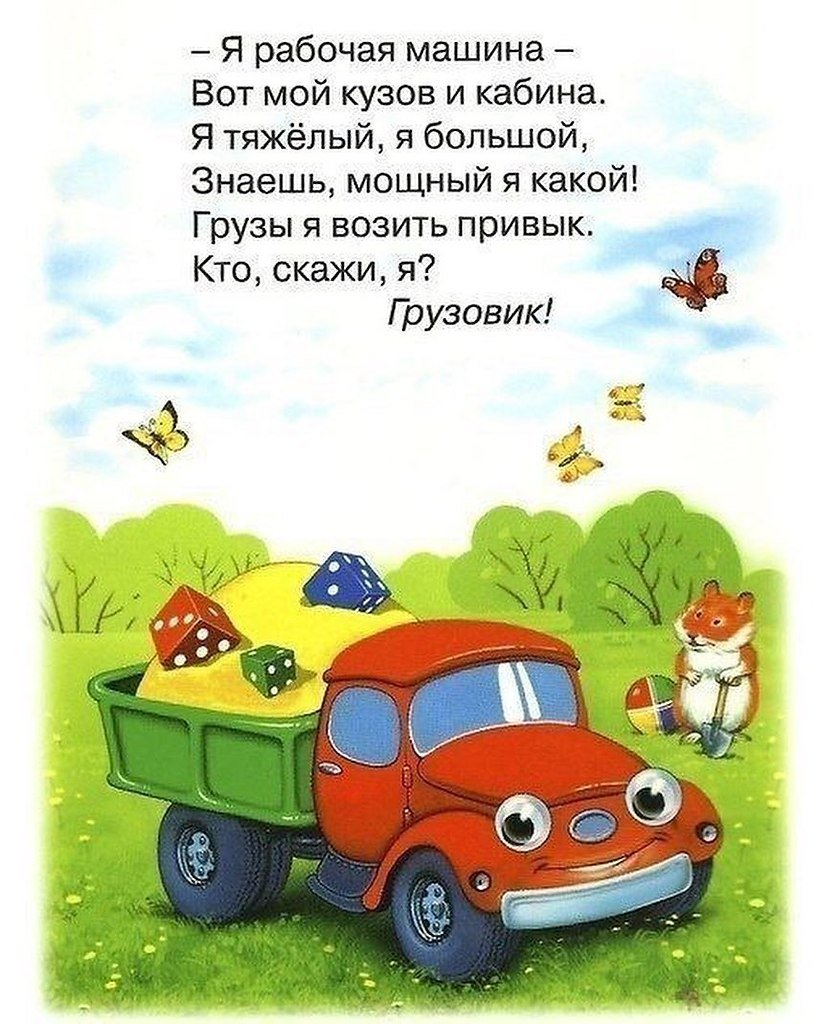 – Я рабочая машина –
Вот мой кузов и кабина.
Я тяжёлый, я большой,
Знаешь, мощный я какой!
Грузы я возить привык.
Кто, скажи, я?
Грузовик!